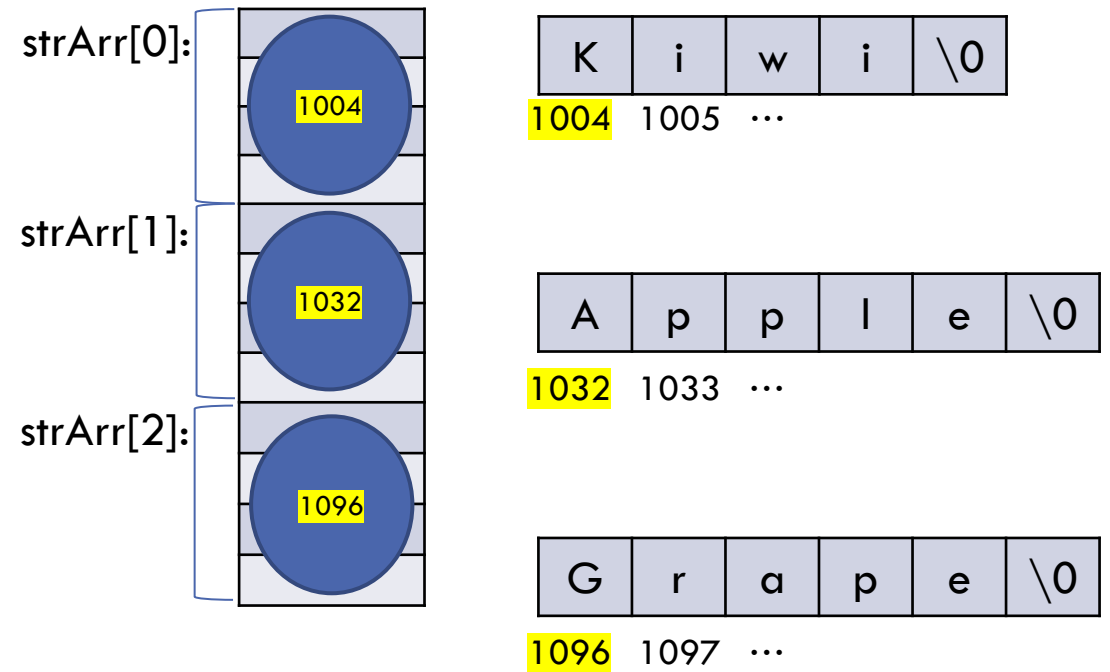 strArr[0]:
1004
K i w i \0
1004 1005 …
strArr[1]:
1032
A p p l e \0
1032 1033 …
strArr[2]:
1096
G r a p e \0
1096 1097 …